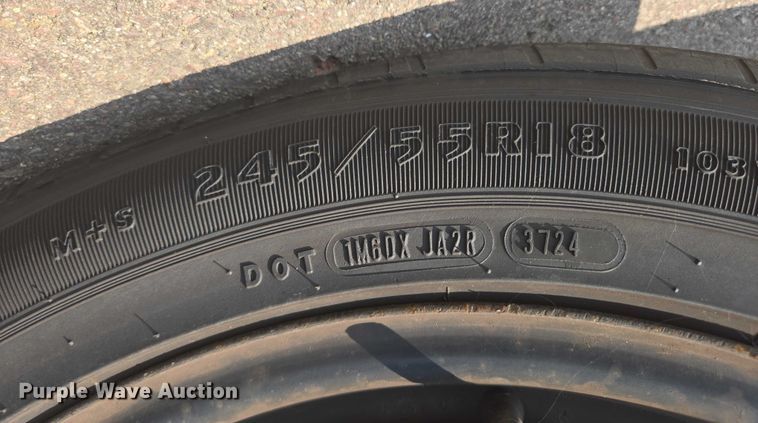 M+S 245/55R18 103
DOT 1M6DX JA2R 3724
Purple Wave Auction